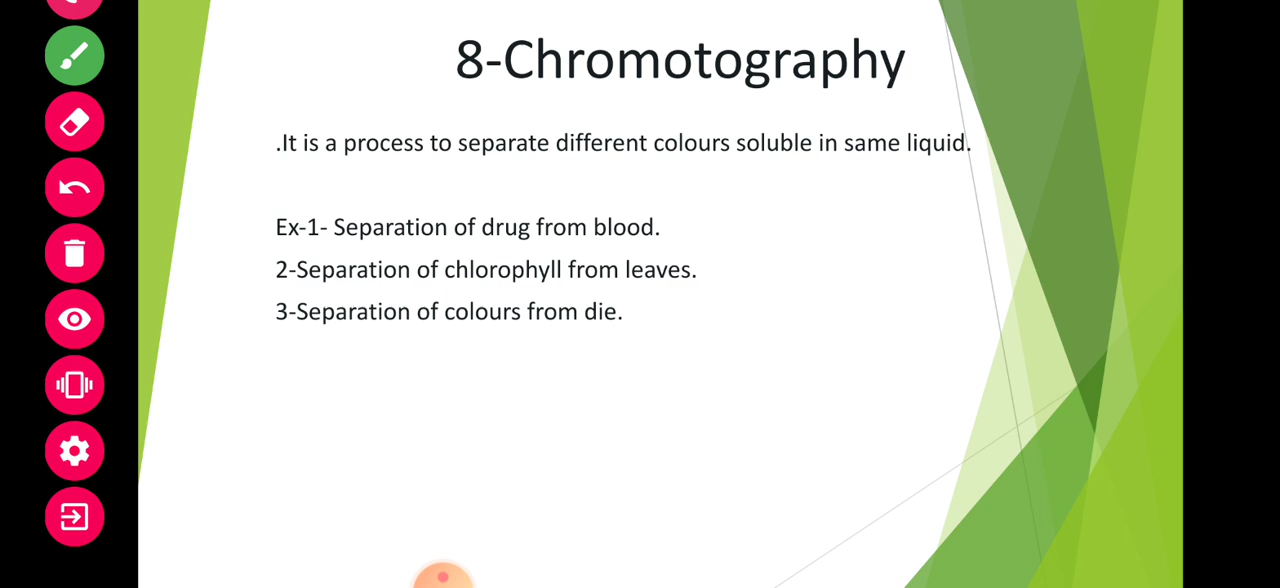 8-Chromotography
.It is a process to separate different colours soluble in same liquid.
Ex-1- Separation of drug from blood.
2-Separation of chlorophyll from leaves.
3-Separation of colours from die.